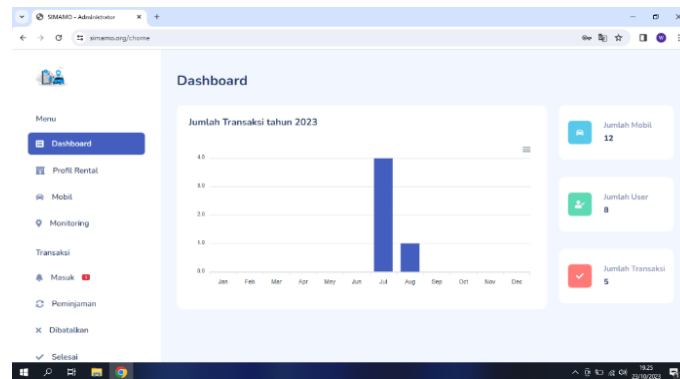 SIMAMO - Administrator
simamo.org/chome
W
Dashboard
Menu
Dashboard
Profil Rental
Mobil
Monitoring
Transaksi
Masuk
Peminjaman
Dibatalkan
Selesai
Jumlah Transaksi tahun 2023
4.0
3.0
2.0
1.0
0.0
Jan Feb Mar Apr May Jun Jul Aug Sep Oct Nov Dec
Jumlah Mobil
12
Jumlah User
8
Jumlah Transaksi
5
19.25
23/10/2023